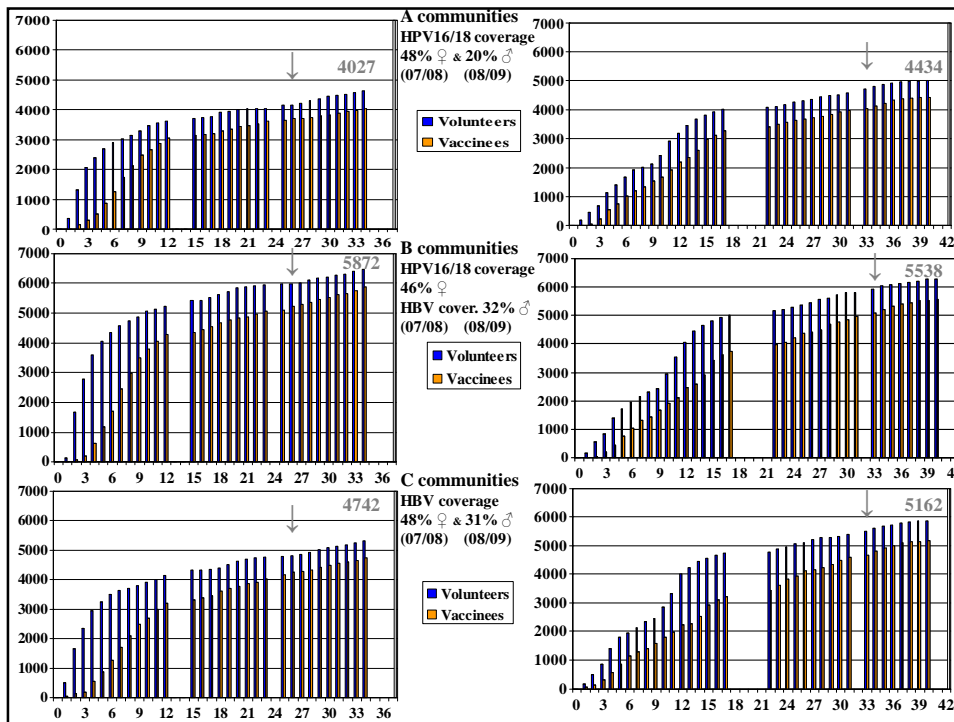 A communities
HPV16/18 coverage
48% ♀ & 20% ♂
(07/08) (08/09)
Volunteers
Vaccinees
7000
6000
5000
4000
3000
2000
1000
0
4027
0 3 6 9 12 15 18 21 24 27 30 33 36
7000
6000
5000
4000
3000
2000
1000
0
4434
0 3 6 9 12 15 18 21 24 27 30 33 36 39 42
B communities
HPV16/18 coverage
46% ♀
HBV cover. 32% ♂
(07/08) (08/09)
Volunteers
Vaccinees
7000
6000
5000
4000
3000
2000
1000
0
5872
0 3 6 9 12 15 18 21 24 27 30 33 36
7000
6000
5000
4000
3000
2000
1000
0
5538
0 3 6 9 12 15 18 21 24 27 30 33 36 39 4
C communities
HBV coverage
48% ♀ & 31% ♂
(07/08) (08/09)
Volunteers
Vaccinees
7000
6000
5000
4000
3000
2000
1000
0
4742
0 3 6 9 12 15 18 21 24 27 30 33 36
7000
6000
5000
4000
3000
2000
1000
0
5162
0 3 6 9 12 15 18 21 24 27 30 33 36 39 42